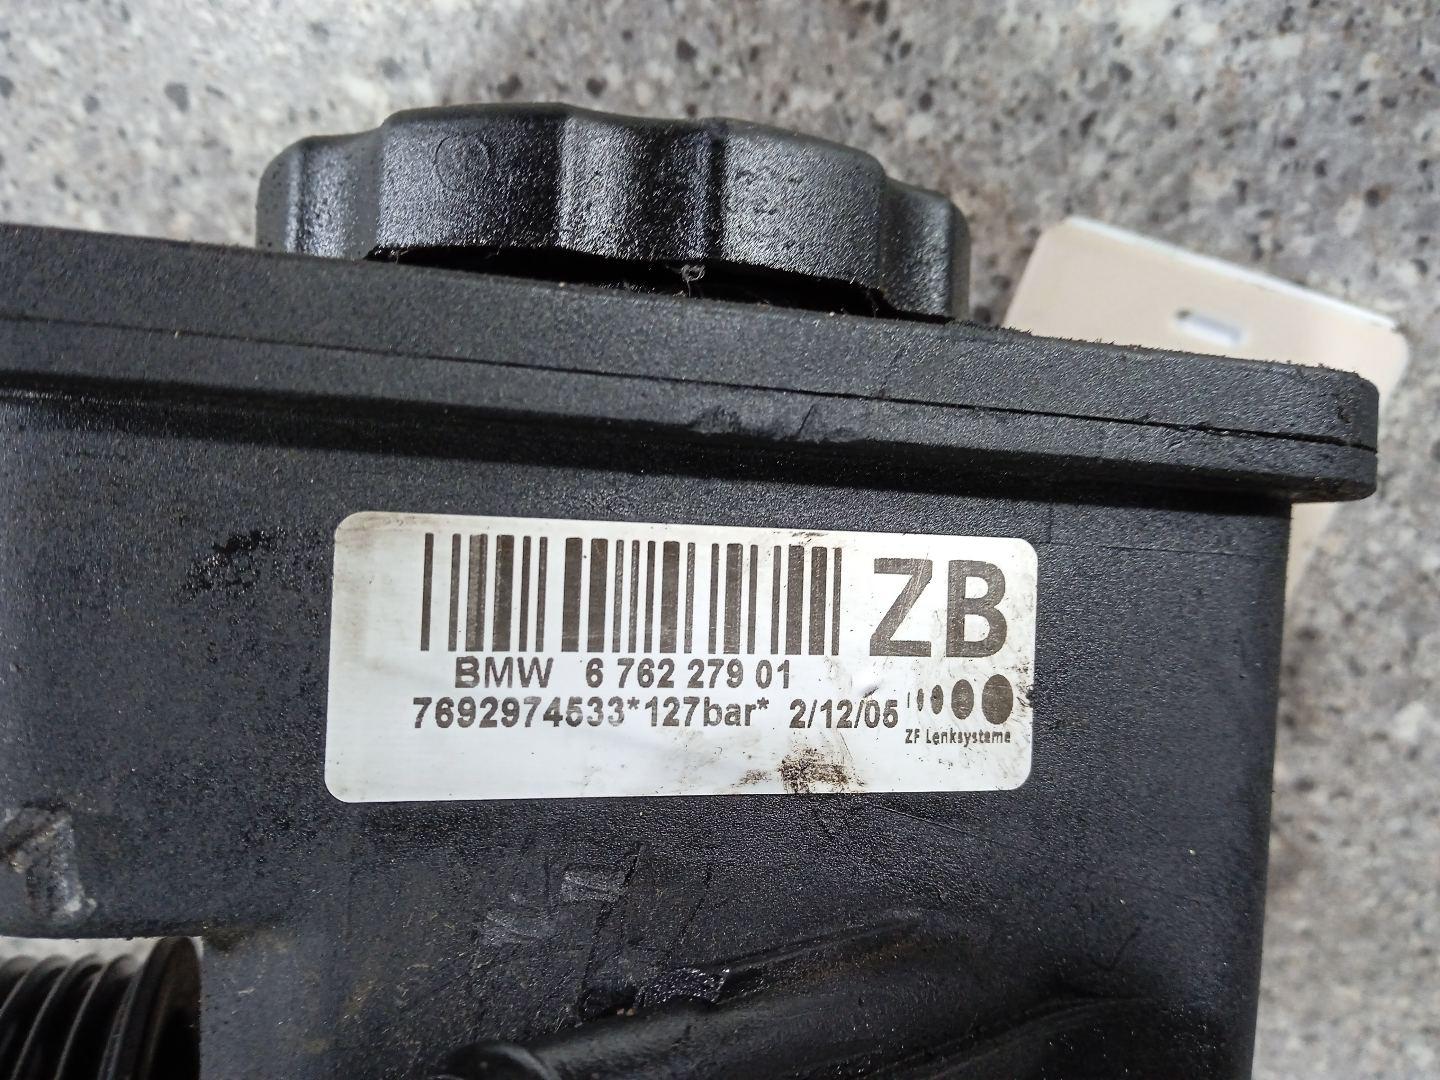 ZB
BMW 6 762 279 01
7692974533*127bar* 2/12/05
ZF Lenksysteme